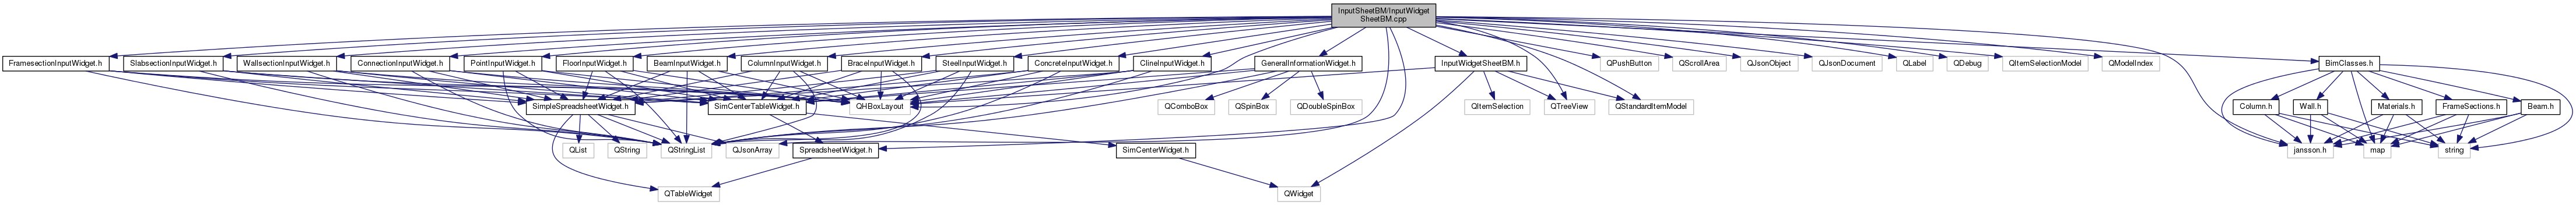 InputSheetBM/InputWidget
SheetBM.cpp
FramesectionInputWidget.h
SlabsectionInputWidget.h
WallsectionInputWidget.h
ConnectionInputWidget.h
PointInputWidget.h
FloorInputWidget.h
BeamInputWidget.h
ColumnInputWidget.h
BraceInputWidget.h
SteelInputWidget.h
ConcreteInputWidget.h
ClineInputWidget.h
GeneralInformationWidget.h
InputWidgetSheetBM.h
QPushButton
QScrollArea
QJsonObject
QJsonDocument
QLabel
QDebug
QItemSelectionModel
QModelIndex
BimClasses.h
SimpleSpreadsheetWidget.h
SimCenterTableWidget.h
QHBoxLayout
QComboBox
QSpinBox
QDoubleSpinBox
QItemSelection
QTreeView
QStandardItemModel
Column.h
Wall.h
Materials.h
FrameSections.h
Beam.h
QList
QString
QStringList
QJsonArray
SpreadsheetWidget.h
SimCenterWidget.h
jansson.h
map
string
QTableWidget
QWidget